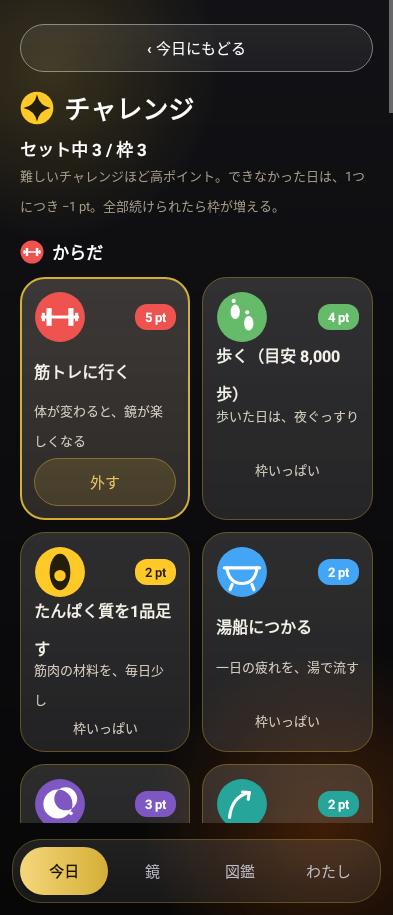 ‹ 今日にもどる
チャレンジ
セット中 3 / 枠 3
難しいチャレンジほど高ポイント。できなかった日は、1つ
につき −1 pt。全部続けられたら枠が増える。
からだ
5 pt
筋トレに行く
体が変わると、鏡が楽
しくなる
外す
4 pt
歩く（目安 8,000
歩）
歩いた日は、夜ぐっすり
枠いっぱい
2 pt
たんぱく質を1品足
す
筋肉の材料を、毎日少
し
枠いっぱい
2 pt
湯船につかる
一日の疲れを、湯で流す
枠いっぱい
3 pt
2 pt
今日
鏡
図鑑
わたし